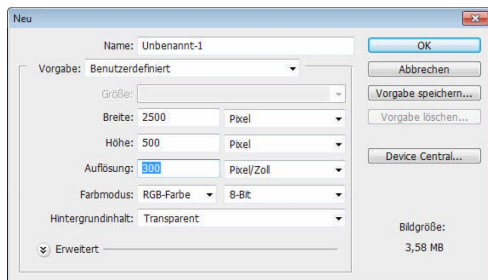 Neu
Name: Unbenannt-1
OK
Vorgabe: Benutzerdefiniert
Abbrechen
Größe:
Vorgabe speichern...
Breite: 2500 Pixel
Vorgabe löschen...
Höhe: 500 Pixel
Auflösung: 300 Pixel/Zoll
Device Central...
Farbmodus: RGB-Farbe 8-Bit
Hintergrundinhalt: Transparent
Bildgröße:
Erweitert
3,58 MB